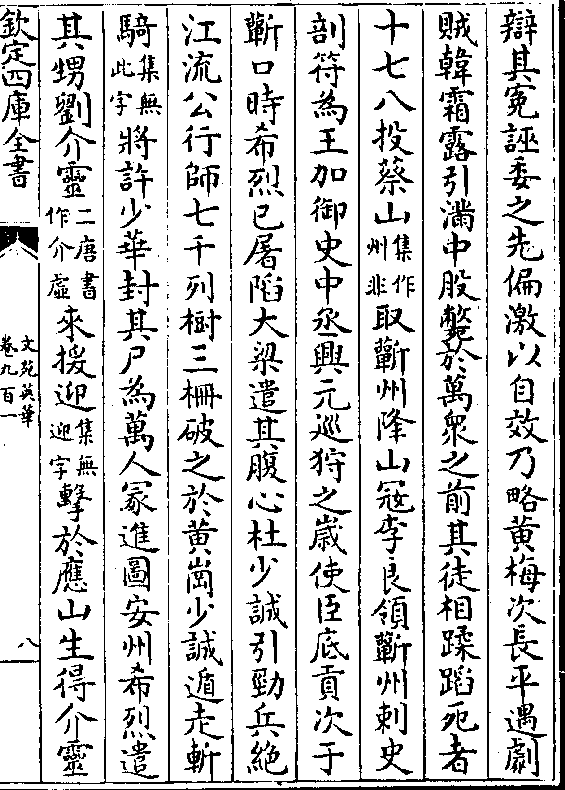 辯其冤誣委之先偏激以自效乃略黃梅次長平遇劇
賊韓霜露引滿中股斃於萬衆之前其徒相蹂蹈死者
十七八投蔡山集作州非取蘄州降山冦李良領蘄州刺史
剖符為王加御史中丞興元巡狩之歲使臣底貢次于
蘄口時希烈已屠䧟大梁遣其腹心杜少誠引勁兵絶
江流公行師七千列樹三柵破之於黄崗少誠遁走斬
騎集無此字將許少華封其尸為萬人冢進圖安州希烈遣
其甥劉介靈二唐書作介虛來援迎集無迎字擊於應山生得介靈
欽定四庫全書
文苑英華
卷九百一
八